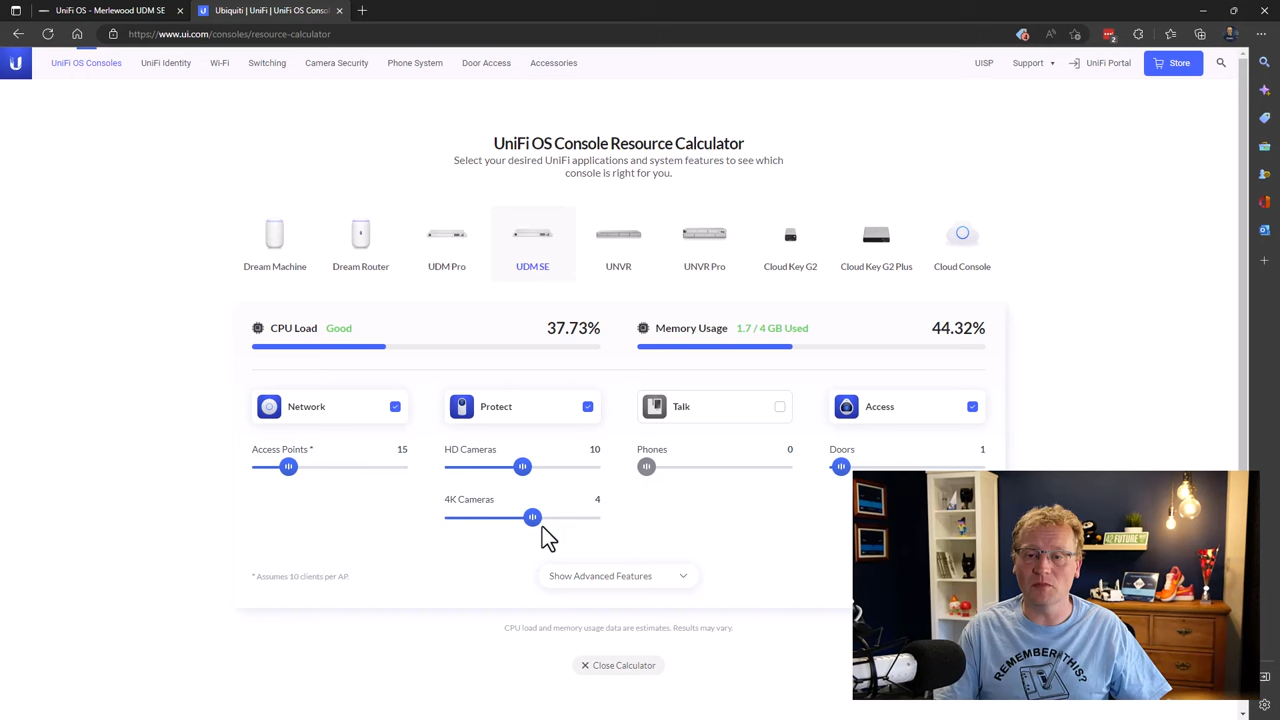 UniFi OS - Merlewood UDM SE
Ubiquiti | UniFi | UniFi OS Consol
https://www.ui.com/consoles/resource-calculator
UniFi OS Consoles
UniFi Identity
Wi-Fi
Switching
Camera Security
Phone System
Door Access
Accessories
UISP
Support
UniFi Portal
Store
UniFi OS Console Resource Calculator
Select your desired UniFi applications and system features to see which
console is right for you.
Dream Machine
Dream Router
UDM Pro
UDM SE
UNVR
UNVR Pro
Cloud Key G2
Cloud Key G2 Plus
Cloud Console
CPU Load Good 37.73%
Memory Usage 1.7 / 4 GB Used 44.32%
Network
Protect
Talk
Access
Access Points * 15
HD Cameras 10
Phones 0
Doors 1
4K Cameras 4
* Assumes 10 clients per AP.
Show Advanced Features
CPU load and memory usage data are estimates. Results may vary.
Close Calculator
42 FUTURE
REMEMBER THIS?